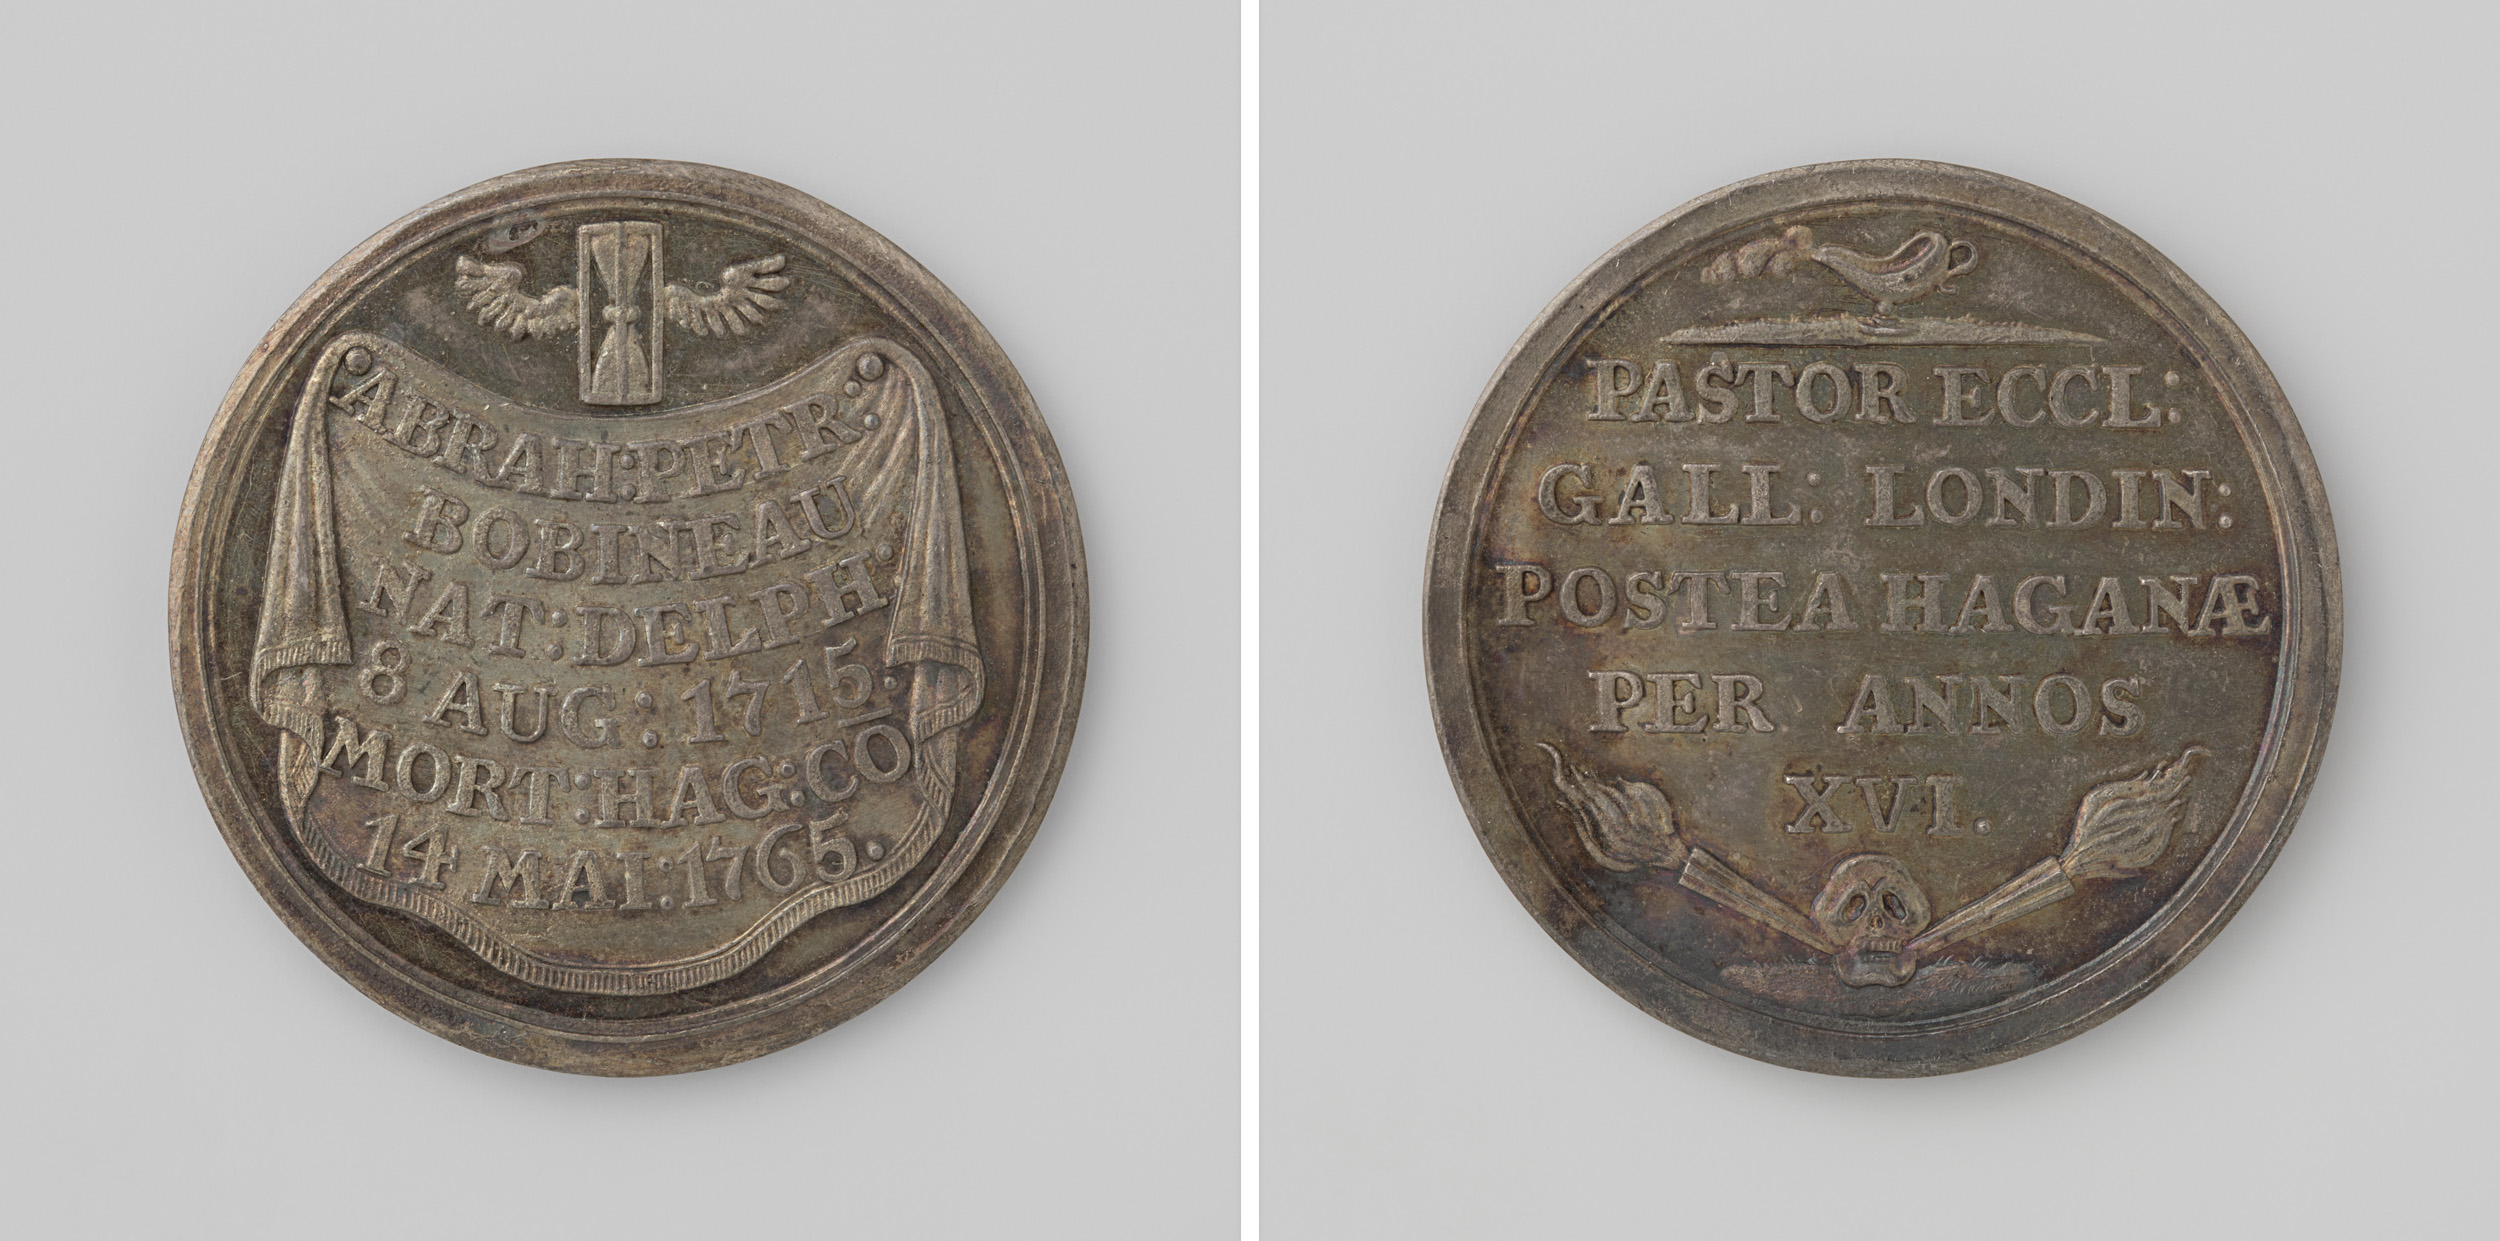 ABRAH:PETR:
BOBINEAU
NAT:DELPH:
8 AUG: 1715.
MORT:HAG:CO
14 MAI:1765.
PASTOR ECCL:
GALL: LONDIN:
POSTEA HAGANÆ
PER ANNOS
XVI.